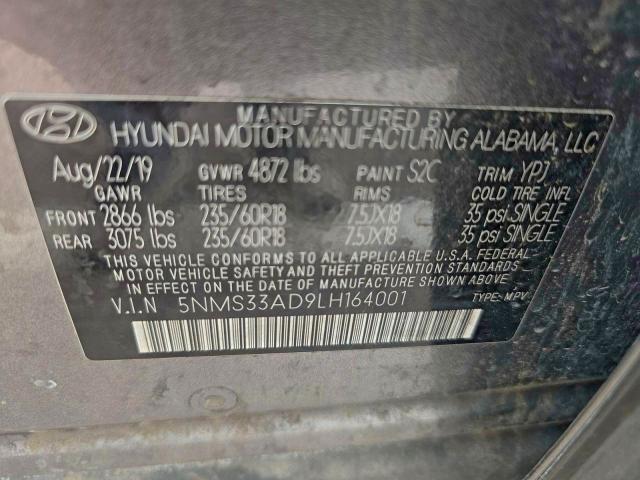 MANUFACTURED BY
HYUNDAI MOTOR MANUFACTURING ALABAMA, LLC
Aug/22/19 GVWR 4872 lbs PAINT S2C TRIM YPJ
GAWR TIRES RIMS COLD TIRE INFL
FRONT 2866 lbs 235/60R18 7.5JX18 35 psi SINGLE
REAR 3075 lbs 235/60R18 7.5JX18 35 psi SINGLE
THIS VEHICLE CONFORMS TO ALL APPLICABLE U.S.A. FEDERAL
MOTOR VEHICLE SAFETY AND THEFT PREVENTION
STANDARDS IN EFFECT ON THE DATE OF MANUFACTURE SHOWN ABOVE
V.I.N 5NMS33AD9LH164001 TYPE: MPV